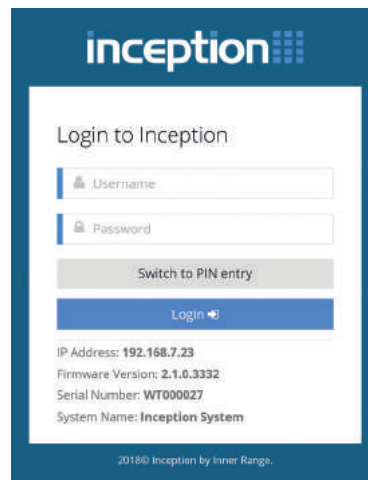 inception
Login to Inception
Username
Password
Switch to PIN entry
Login
IP Address: 192.168.7.23
Firmware Version: 2.1.0.3332
Serial Number: WT000027
System Name: Inception System
2018© Inception by Inner Range.